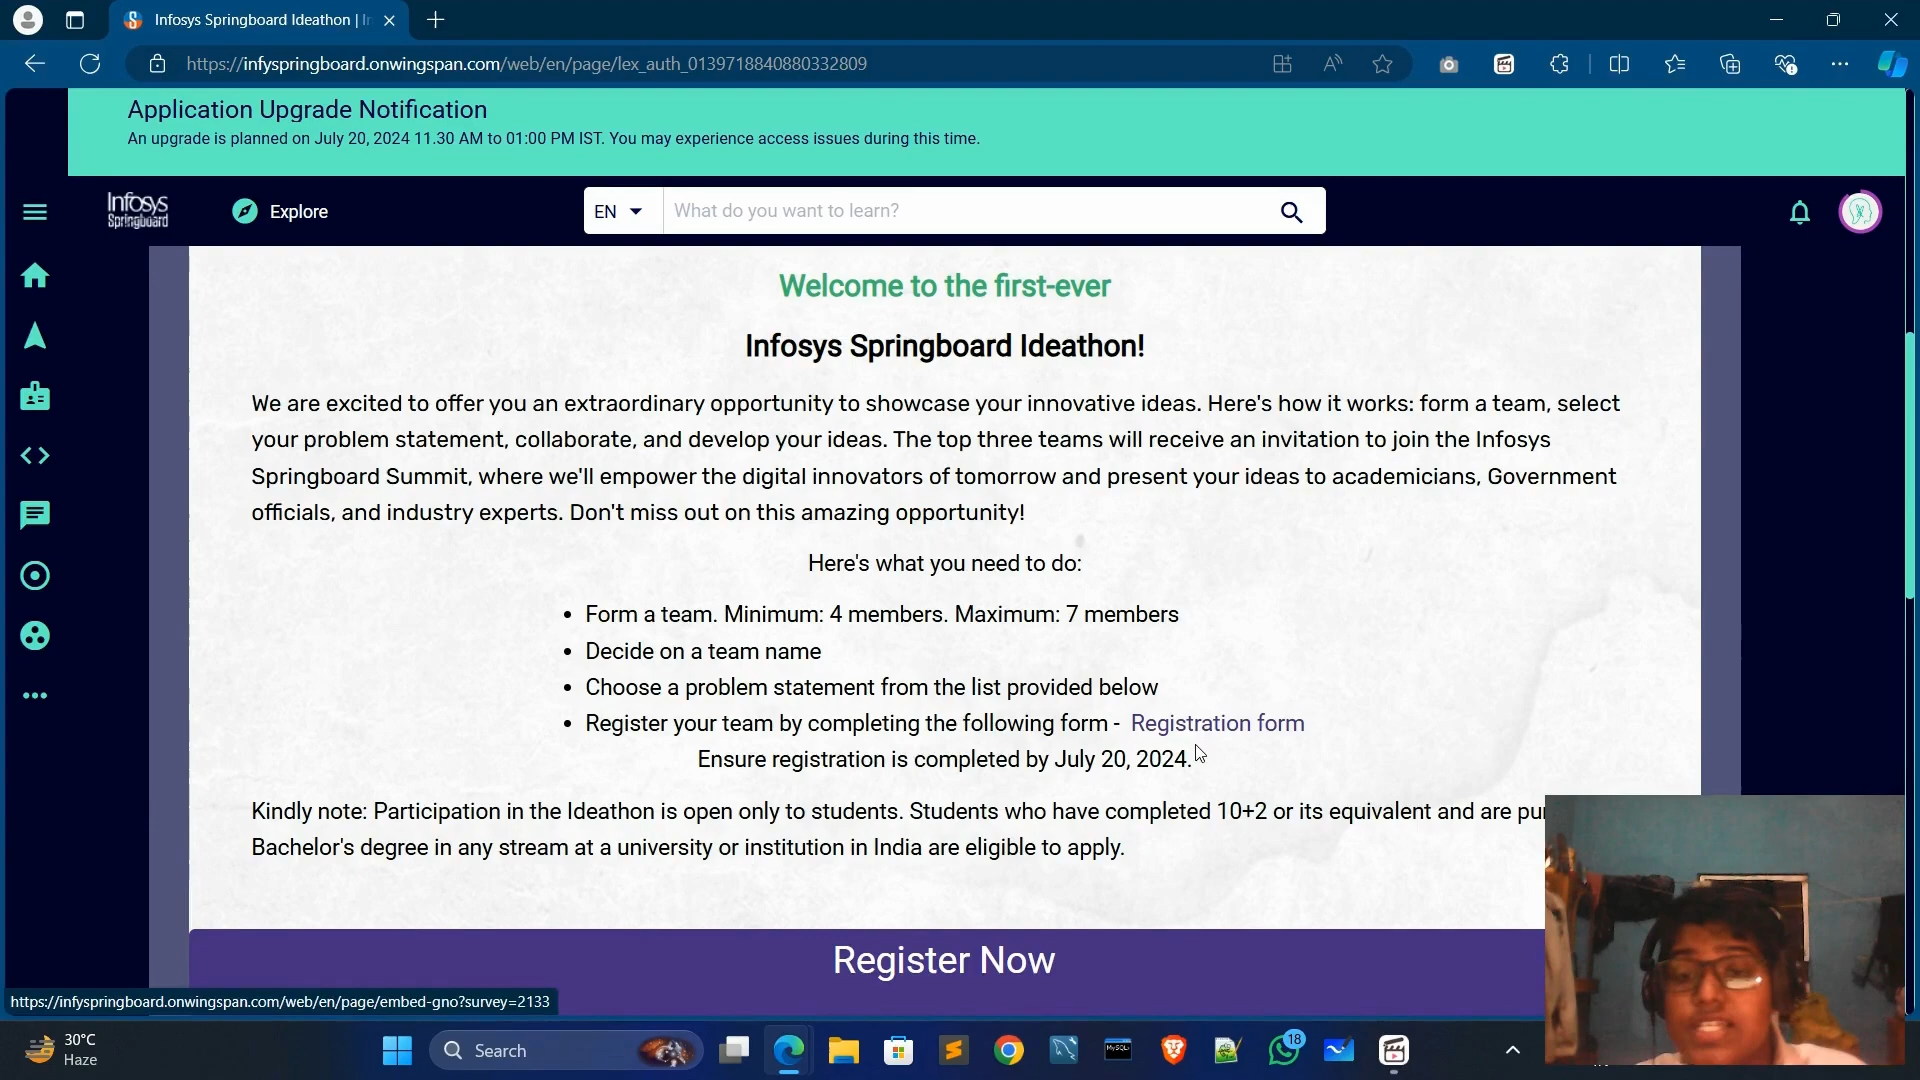 Infosys Springboard Ideathon | In
https://infyspringboard.onwingspan.com/web/en/page/lex_auth_0139718840880332809
Application Upgrade Notification
An upgrade is planned on July 20, 2024 11.30 AM to 01:00 PM IST. You may experience access issues during this time.
Infosys
Springboard
Explore
EN
What do you want to learn?
Welcome to the first-ever
Infosys Springboard Ideathon!
We are excited to offer you an extraordinary opportunity to showcase your innovative ideas. Here's how it works: form a team, select
your problem statement, collaborate, and develop your ideas. The top three teams will receive an invitation to join the Infosys
Springboard Summit, where we'll empower the digital innovators of tomorrow and present your ideas to academicians, Government
officials, and industry experts. Don't miss out on this amazing opportunity!
Here's what you need to do:
• Form a team. Minimum: 4 members. Maximum: 7 members
• Decide on a team name
• Choose a problem statement from the list provided below
• Register your team by completing the following form - Registration form
Ensure registration is completed by July 20, 2024.
Kindly note: Participation in the Ideathon is open only to students. Students who have completed 10+2 or its equivalent and are pur
Bachelor's degree in any stream at a university or institution in India are eligible to apply.
Register Now
https://infyspringboard.onwingspan.com/web/en/page/embed-gno?survey=2133
30°C
Haze
Search
MySQL
18